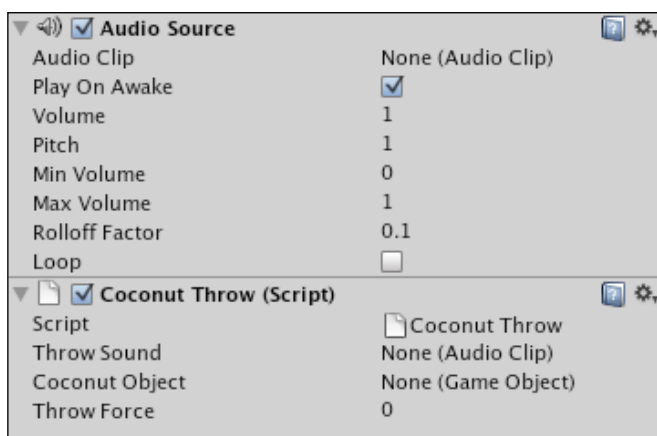 Audio Source
Audio Clip None (Audio Clip)
Play On Awake
Volume 1
Pitch 1
Min Volume 0
Max Volume 1
Rolloff Factor 0.1
Loop
Coconut Throw (Script)
Script Coconut Throw
Throw Sound None (Audio Clip)
Coconut Object None (Game Object)
Throw Force 0